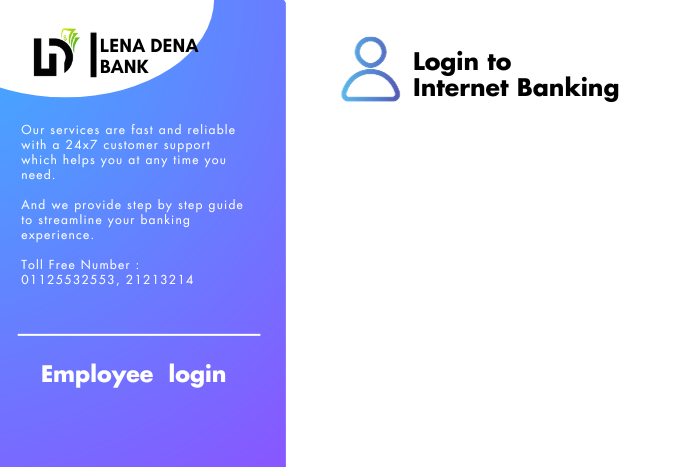 LENA DENA
BANK
Our services are fast and reliable
with a 24x7 customer support
which helps you at any time you
need.
And we provide step by step guide
to streamline your banking
experience.
Toll Free Number :
01125532553, 21213214
Employee login
Login to
Internet Banking